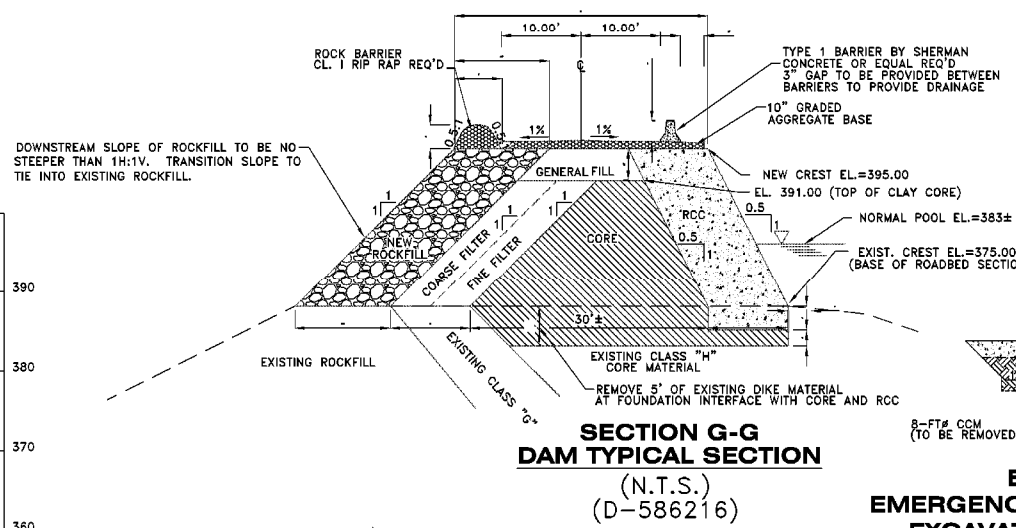 10.00'
10.00'
ROCK BARRIER
CL. I RIP RAP REQ'D
TYPE 1 BARRIER BY SHERMAN
CONCRETE OR EQUAL REQ'D
3" GAP TO BE PROVIDED BETWEEN
BARRIERS TO PROVIDE DRAINAGE
10" GRADED
AGGREGATE BASE
1%
1%
DOWNSTREAM SLOPE OF ROCKFILL TO BE NO
STEEPER THAN 1H:1V. TRANSITION SLOPE TO
TIE INTO EXISTING ROCKFILL.
GENERAL FILL
NEW CREST EL.=395.00
EL. 391.00 (TOP OF CLAY CORE)
1
1
1
1
1
1
RCC
0.5
1
NORMAL POOL EL.=383±
NEW
ROCKFILL
COARSE FILTER
FINE FILTER
CORE
0.5
1
EXIST. CREST EL.=375.00
(BASE OF ROADBED SECTIO
390
30'±
EXISTING ROCKFILL
EXISTING CLASS "G"
EXISTING CLASS "H"
CORE MATERIAL
380
REMOVE 5' OF EXISTING DIKE MATERIAL
AT FOUNDATION INTERFACE WITH CORE AND RCC
8-FTø CCM
(TO BE REMOVED
SECTION G-G
DAM TYPICAL SECTION
(N.T.S.)
(D-586216)
370
EMERGENC
EXCAVAT
360